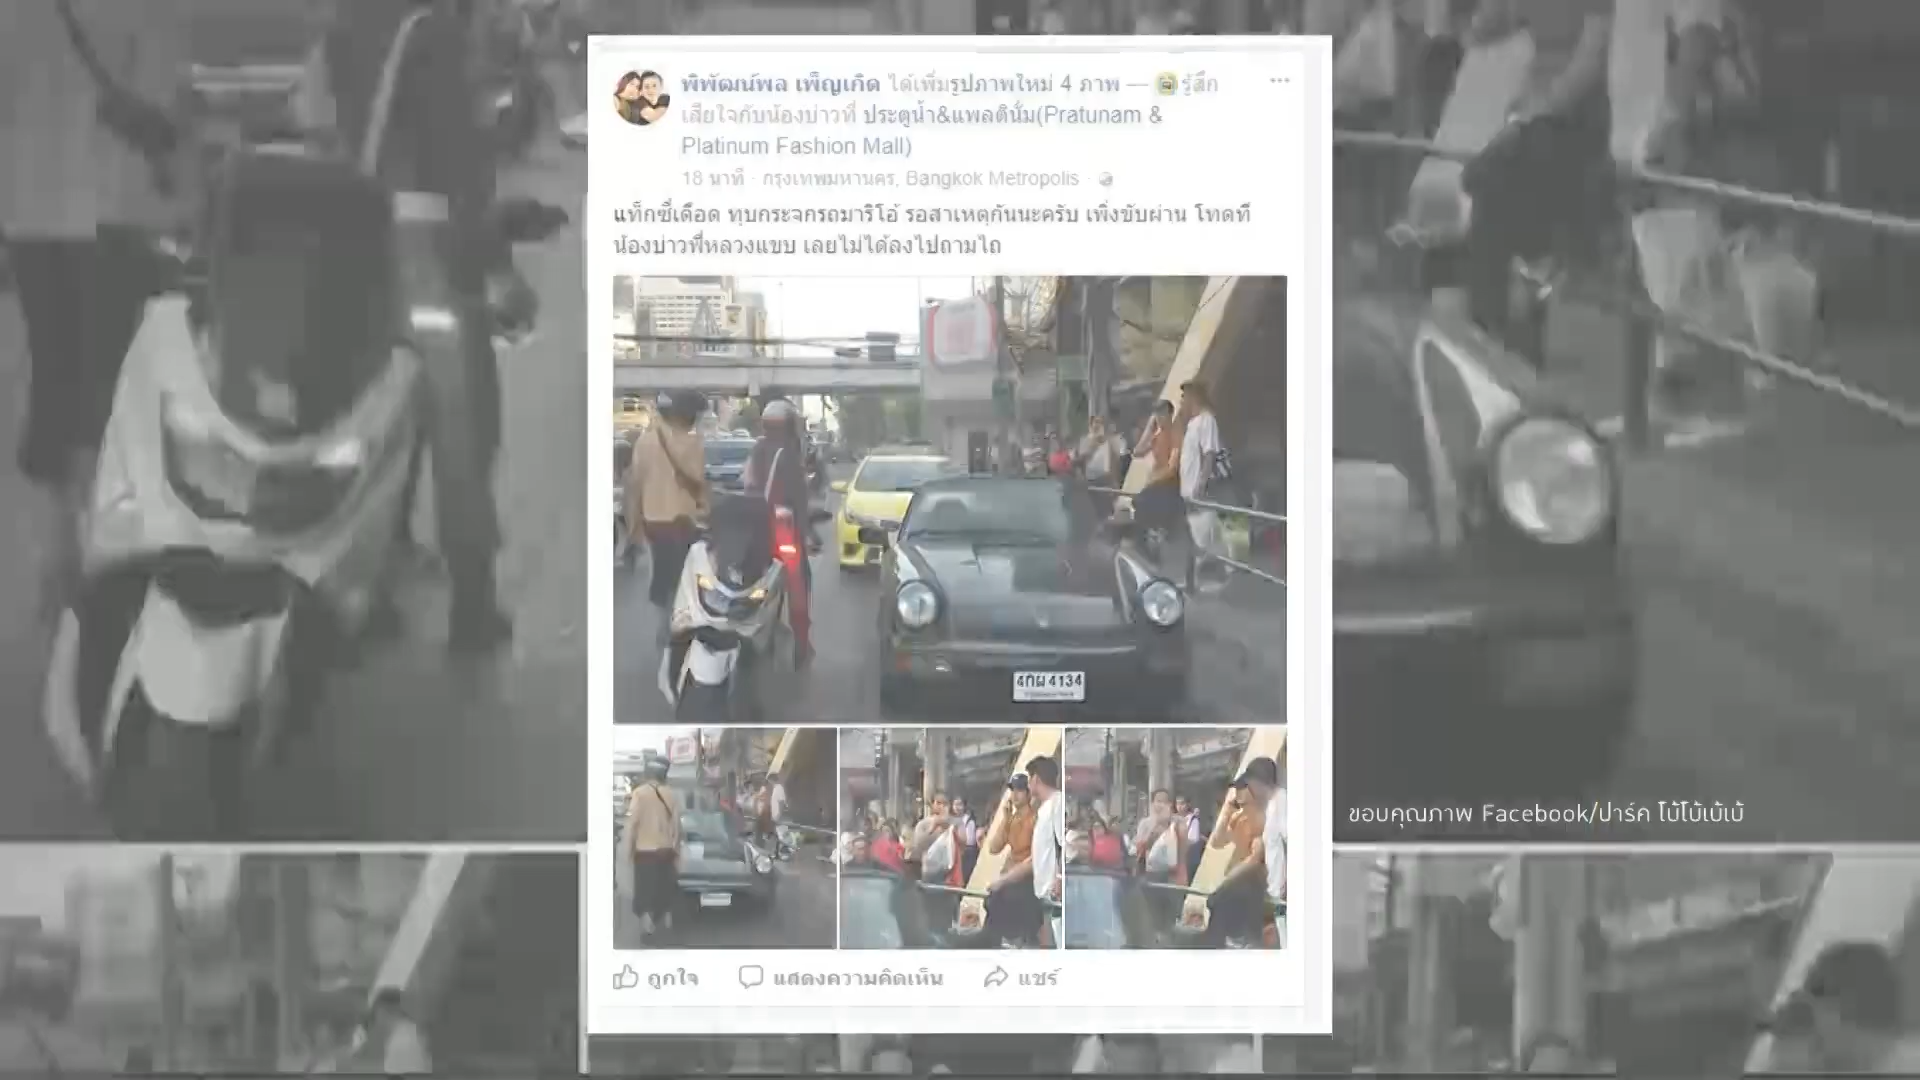 พิพัฒน์พล เพ็ญเกิด ได้เพิ่มรูปภาพใหม่ 4 ภาพ — รู้สึก
เสียใจกับน้องบ่าวที่ ประตูน้ำ&แพลตินั่ม(Pratunam &
Platinum Fashion Mall)
18 นาที · กรุงเทพมหานคร, Bangkok Metropolis ·
แท็กซี่เดือด ทุบกระจกรถมาริโอ้ รอสาเหตุกันนะครับ เพิ่งขับผ่าน โทดที
น้องบ่าวพี่หลวงแขบ เลยไม่ได้ลงไปถามไถ
4กผ 4134
ถูกใจ แสดงความคิดเห็น แชร์
ขอบคุณภาพ Facebook/ปาร์ค โบ้โบ้เบ้เบ้